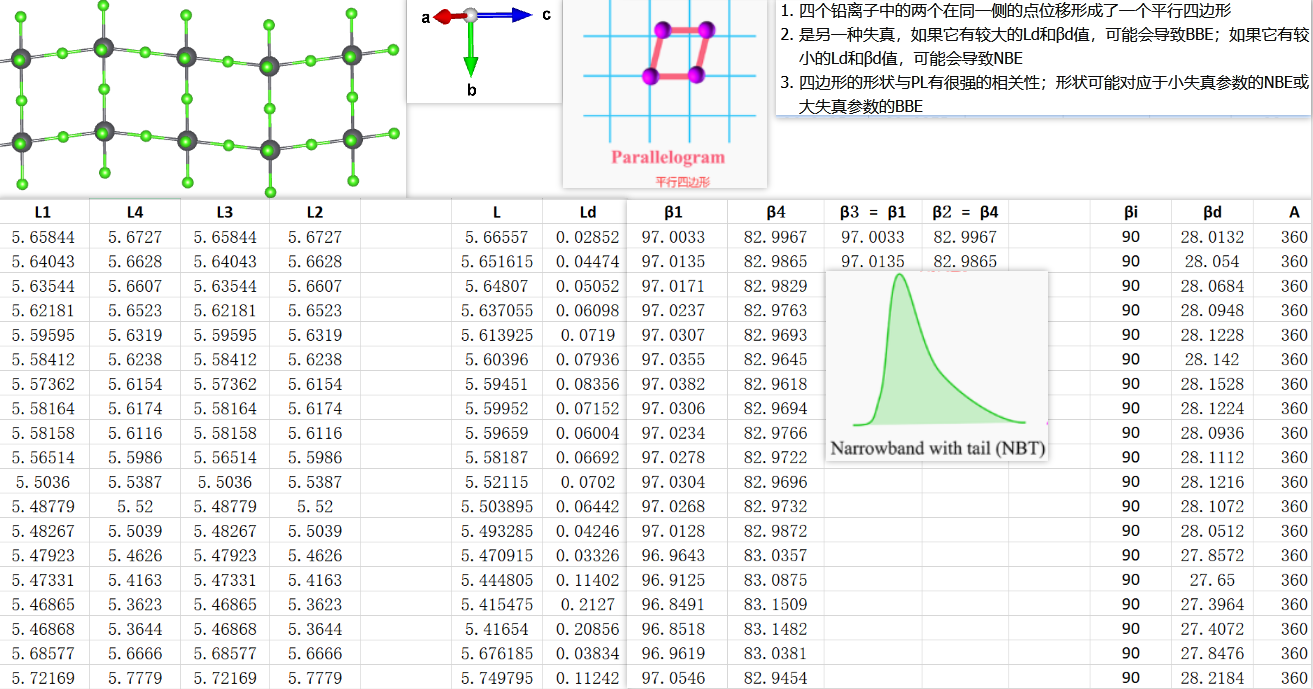 a c
b
Parallelogram
平行四边形
1. 四个铅离子中的两个在同一侧的点位移形成了一个平行四边形
2. 是另一种失真，如果它有较大的Ld和βd值，可能会导致BBE；如果它有较
小的Ld和βd值，可能会导致NBE
3. 四边形的形状与PL有很强的相关性；形状可能对应于小失真参数的NBE或
大失真参数的BBE
L1 L4 L3 L2 L Ld β1 β4 β3 = β1 β2 = β4 βi βd A
5.65844 5.6727 5.65844 5.6727 5.66557 0.02852 97.0033 82.9967 97.0033 82.9967 90 28.0132 360
5.64043 5.6628 5.64043 5.6628 5.651615 0.04474 97.0135 82.9865 97.0135 82.9865 90 28.054 360
5.63544 5.6607 5.63544 5.6607 5.64807 0.05052 97.0171 82.9829 90 28.0684 360
5.62181 5.6523 5.62181 5.6523 5.637055 0.06098 97.0237 82.9763 90 28.0948 360
5.59595 5.6319 5.59595 5.6319 5.613925 0.0719 97.0307 82.9693 90 28.1228 360
5.58412 5.6238 5.58412 5.6238 5.60396 0.07936 97.0355 82.9645 90 28.142 360
5.57362 5.6154 5.57362 5.6154 5.59451 0.08356 97.0382 82.9618 90 28.1528 360
5.58164 5.6174 5.58164 5.6174 5.59952 0.07152 97.0306 82.9694 90 28.1224 360
5.58158 5.6116 5.58158 5.6116 5.59659 0.06004 97.0234 82.9766 90 28.0936 360
5.56514 5.5986 5.56514 5.5986 5.58187 0.06692 97.0278 82.9722 90 28.1112 360
Narrowband with tail (NBT)
5.5036 5.5387 5.5036 5.5387 5.52115 0.0702 97.0304 82.9696 90 28.1216 360
5.48779 5.52 5.48779 5.52 5.503895 0.06442 97.0268 82.9732 90 28.1072 360
5.48267 5.5039 5.48267 5.5039 5.493285 0.04246 97.0128 82.9872 90 28.0512 360
5.47923 5.4626 5.47923 5.4626 5.470915 0.03326 96.9643 83.0357 90 27.8572 360
5.47331 5.4163 5.47331 5.4163 5.444805 0.11402 96.9125 83.0875 90 27.65 360
5.46865 5.3623 5.46865 5.3623 5.415475 0.2127 96.8491 83.1509 90 27.3964 360
5.46868 5.3644 5.46868 5.3644 5.41654 0.20856 96.8518 83.1482 90 27.4072 360
5.68577 5.6666 5.68577 5.6666 5.676185 0.03834 96.9619 83.0381 90 27.8476 360
5.72169 5.7779 5.72169 5.7779 5.749795 0.11242 97.0546 82.9454 90 28.2184 360